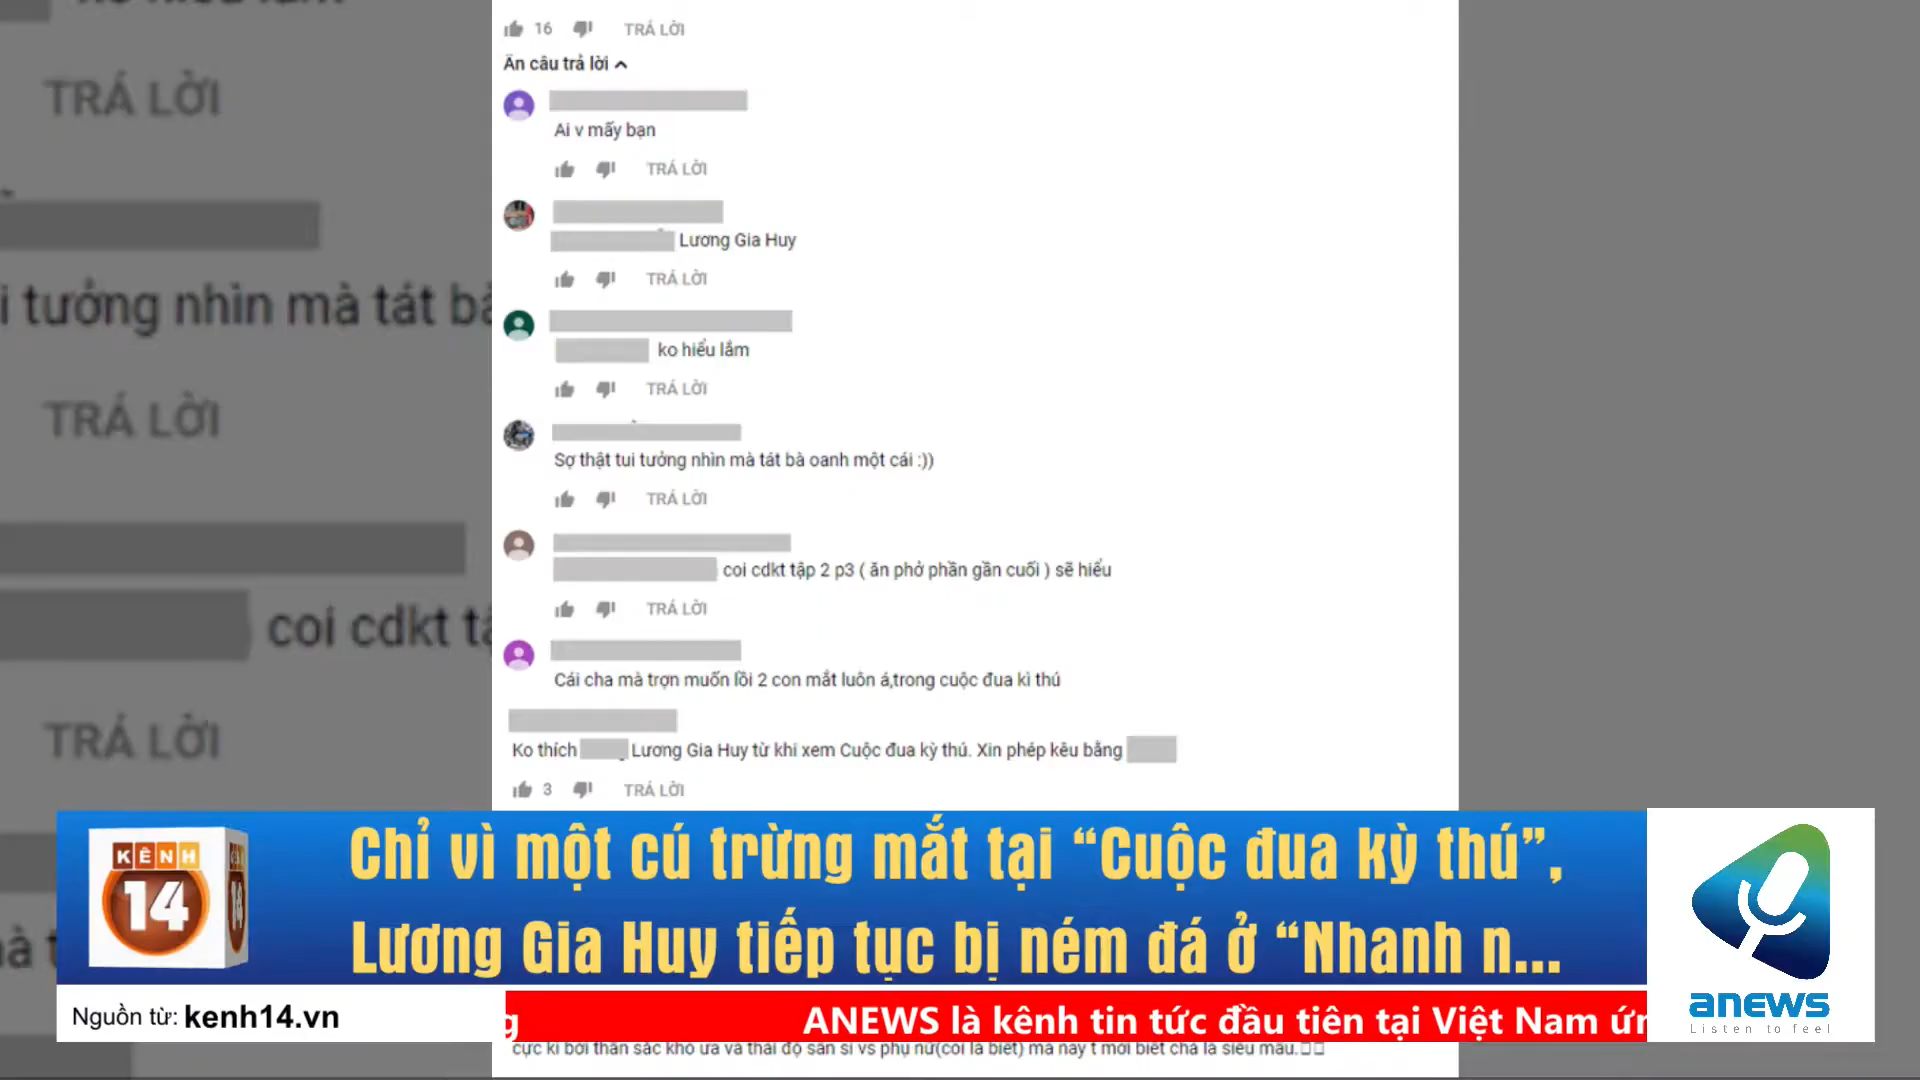 16 TRẢ LỜI
Ẩn câu trả lời
Ai v mấy bạn
TRẢ LỜI
Lương Gia Huy
TRẢ LỜI
ko hiểu lắm
TRẢ LỜI
Sợ thật tui tưởng nhìn mà tát bà oanh một cái :))
TRẢ LỜI
coi cdkt tập 2 p3 ( ăn phở phần gần cuối ) sẽ hiểu
TRẢ LỜI
Cái cha mà trợn muốn lồi 2 con mắt luôn á,trong cuộc đua kì thú
Ko thích Lương Gia Huy từ khi xem Cuộc đua kỳ thú. Xin phép kêu bằng
3 TRẢ LỜI
TRẢ LỜI
i tưởng nhìn mà tát bà
TRẢ LỜI
coi cdkt tậ
TRẢ LỜI
KÊNH
14
Chỉ vì một cú trừng mắt tại “Cuộc đua kỳ thú”,
Lương Gia Huy tiếp tục bị ném đá ở “Nhanh n...
Nguồn từ: kenh14.vn
g ANEWS là kênh tin tức đầu tiên tại Việt Nam ứn
anews
Listen to feel